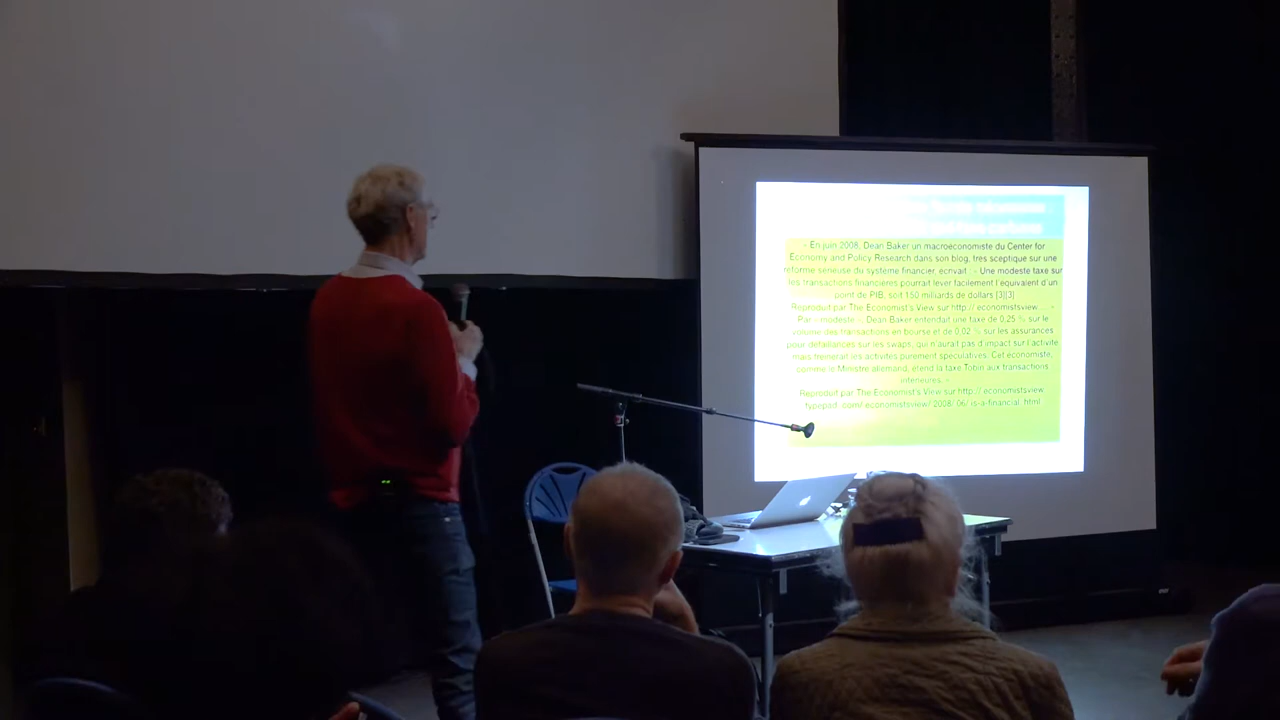 « En juin 2008, Dean Baker un macroéconomiste du Center for
Economy and Policy Research dans son blog, très sceptique sur une
réforme sérieuse du système financier, écrivait : « Une modeste taxe sur
les transactions financières pourrait lever facilement l'équivalent d'un
point de PIB, soit 150 milliards de dollars [3][3]
Reproduit par The Economist's View sur http:// economistsview.... »
Par « modeste », Dean Baker entendait une taxe de 0,25 % sur le
volume des transactions en bourse et de 0,02 % sur les assurances
pour défaillances sur les swaps, qui n'aurait pas d'impact sur l'activité
mais freinerait les activités purement spéculatives. Cet économiste,
comme le Ministre allemand, étend la taxe Tobin aux transactions
intérieures. »
Reproduit par The Economist's View sur http:// economistsview.
typepad. com/ economistsview/ 2008/ 06/ is-a-financial. html.